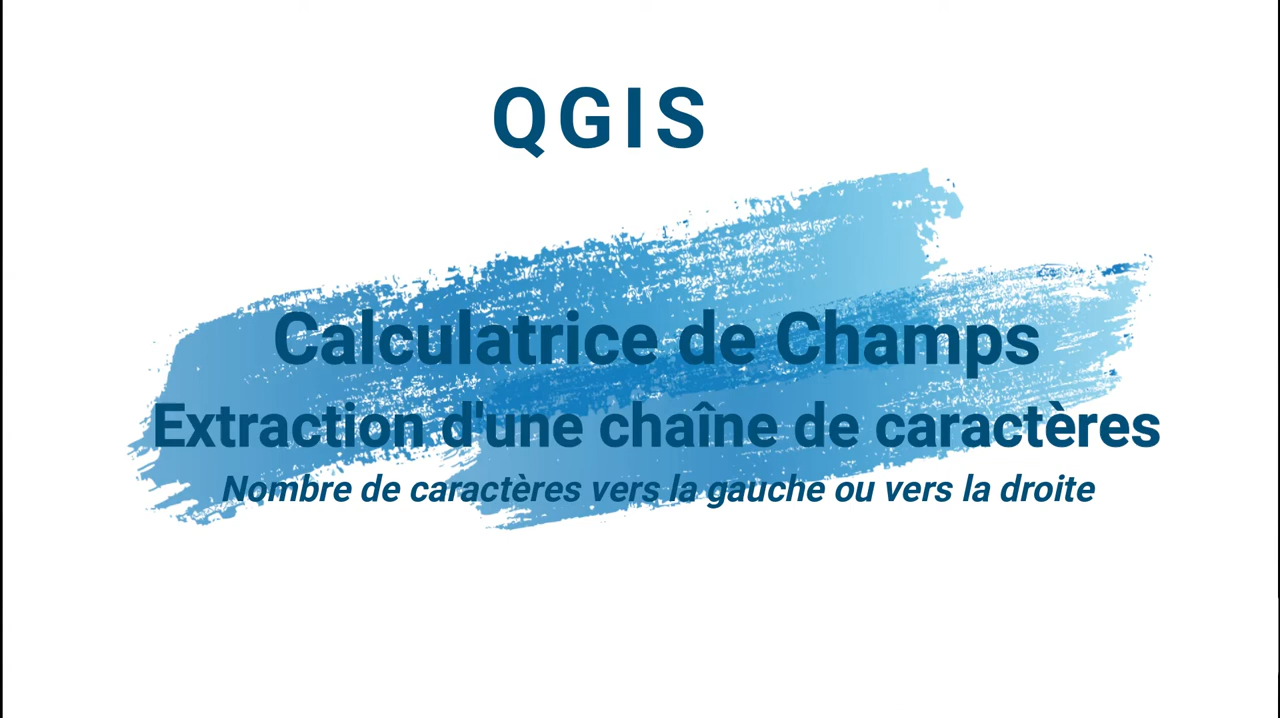 QGIS
Calculatrice de Champs
Extraction d'une chaîne de caractères
Nombre de caractères vers la gauche ou vers la droite